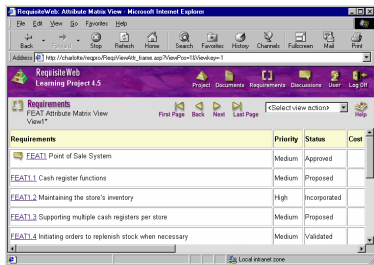 RequisiteWeb: Attribute Matrix View - Microsoft Internet Explorer
File Edit View Go Favorites Help
Back Forward Stop Refresh Home Search Favorites History Channels Fullscreen Mail Print
Address http://charlotte/reqpro/ReqViewAttr_frame.asp?ViewPos=1&Viewkey=-1
RequisiteWeb
Learning Project 4.5
Project Documents Requirements Discussions User Log Off
Requirements
FEAT Attribute Matrix View
View1*
First Page Back Next Last Page
<Select view action>
Help
Requirements Priority Status Cost
FEAT1 Point of Sale System Medium Approved
FEAT1.1 Cash register functions Medium Proposed
FEAT1.2 Maintaining the store's inventory High Incorporated
FEAT1.3 Supporting multiple cash registers per store Medium Proposed
FEAT1.4 Initiating orders to replenish stock when necessary Medium Validated
Local intranet zone